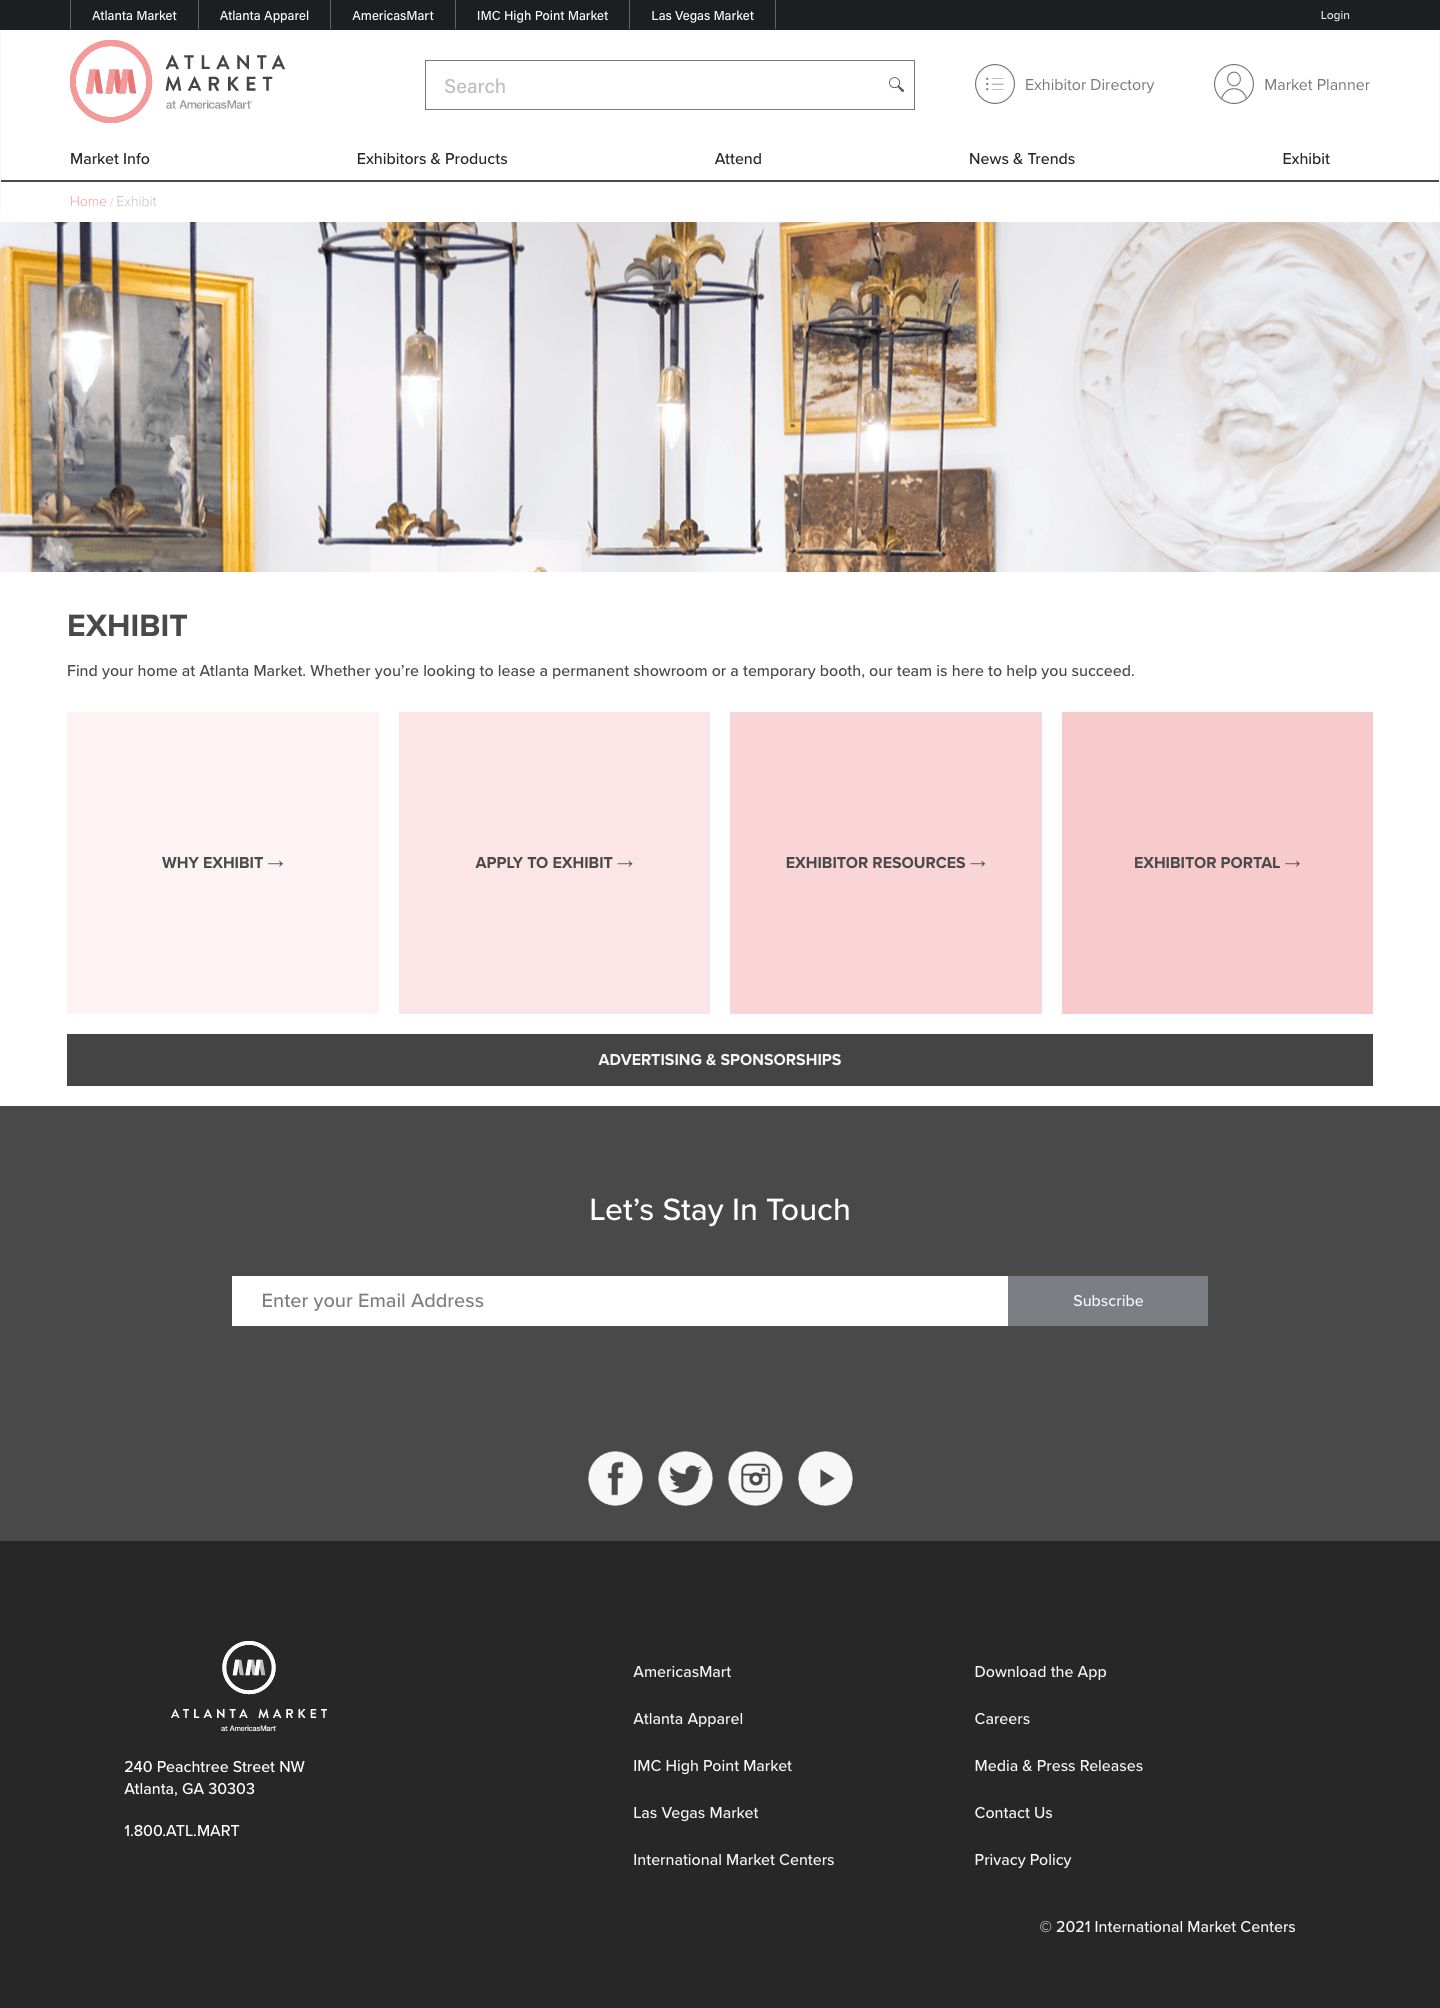 Atlanta Market
Atlanta Apparel
AmericasMart
IMC High Point Market
Las Vegas Market
Login
AM
ATLANTA
MARKET
at AmericasMart
Search
Exhibitor Directory
Market Planner
Market Info
Exhibitors & Products
Attend
News & Trends
Exhibit
Home / Exhibit
EXHIBIT
Find your home at Atlanta Market. Whether you’re looking to lease a permanent showroom or a temporary booth, our team is here to help you succeed.
WHY EXHIBIT →
APPLY TO EXHIBIT →
EXHIBITOR RESOURCES →
EXHIBITOR PORTAL →
ADVERTISING & SPONSORSHIPS
Let’s Stay In Touch
Enter your Email Address
Subscribe
AM
ATLANTA MARKET
at AmericasMart
240 Peachtree Street NW
Atlanta, GA 30303
1.800.ATL.MART
AmericasMart
Atlanta Apparel
IMC High Point Market
Las Vegas Market
International Market Centers
Download the App
Careers
Media & Press Releases
Contact Us
Privacy Policy
© 2021 International Market Centers